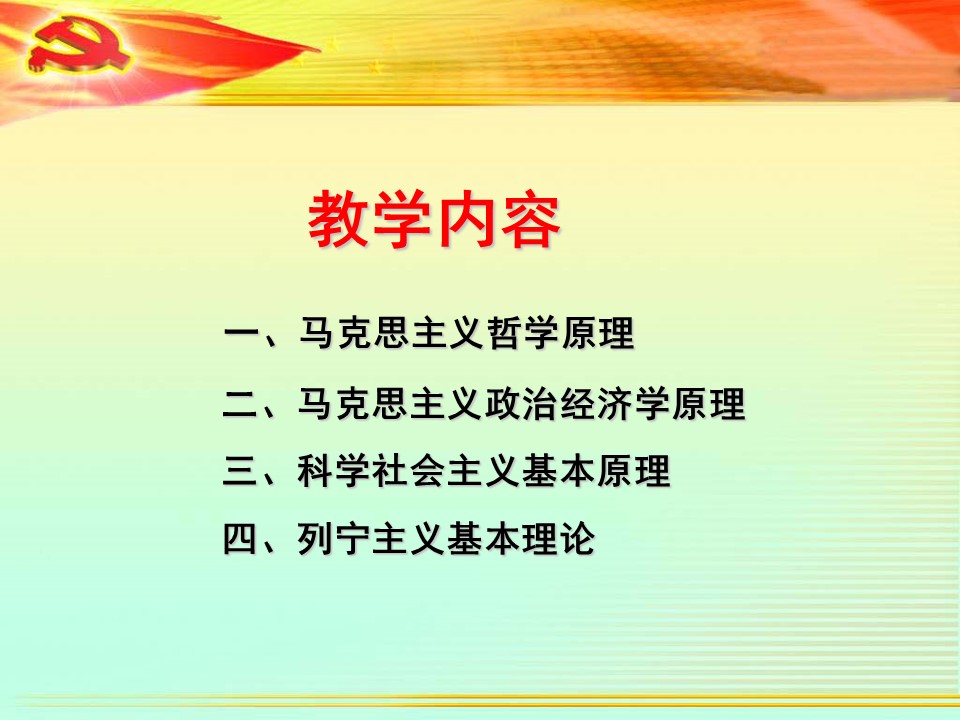 教学内容
一、马克思主义哲学原理
二、马克思主义政治经济学原理
三、科学社会主义基本原理
四、列宁主义基本理论